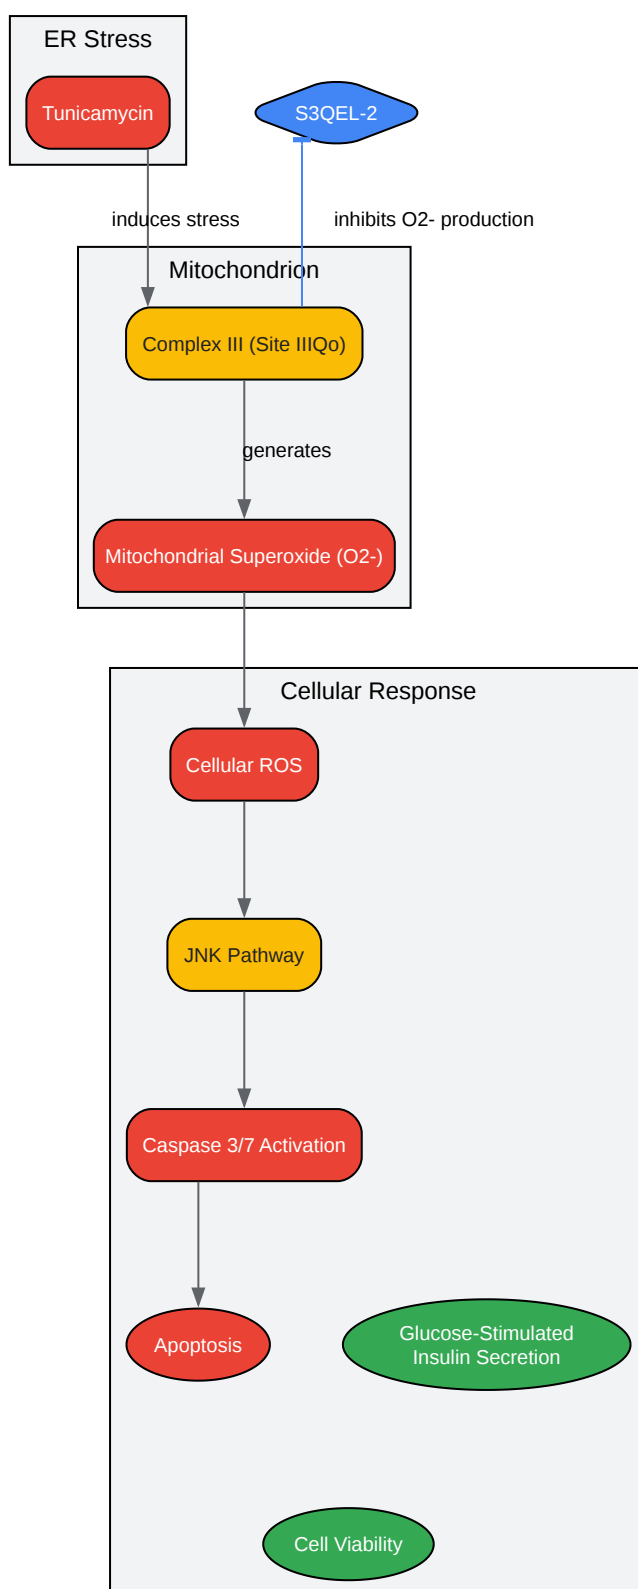 ER Stress
Tunicamycin
S3QEL-2
induces stress
inhibits O2- production
Mitochondrion
Complex III (Site IIIQo)
generates
Mitochondrial Superoxide (O2-)
Cellular Response
Cellular ROS
JNK Pathway
Caspase 3/7 Activation
Apoptosis
Glucose-Stimulated
Insulin Secretion
Cell Viability